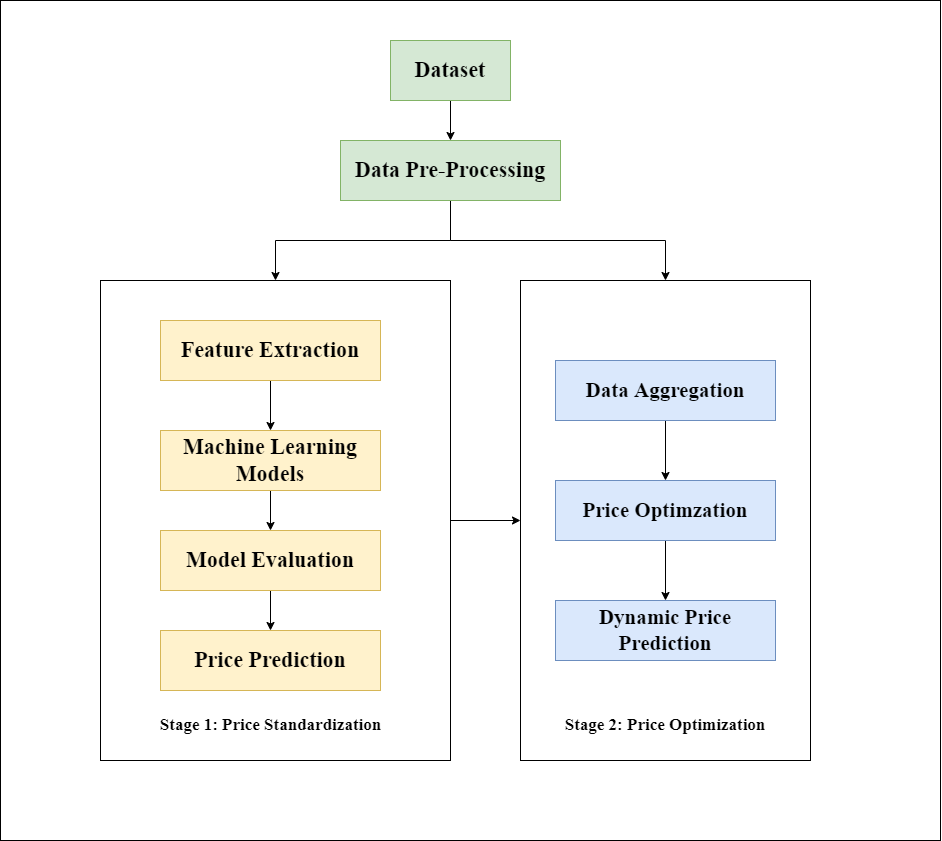 Dataset
Data Pre-Processing
Feature Extraction
Machine Learning
Models
Model Evaluation
Price Prediction
Stage 1: Price Standardization
Data Aggregation
Price Optimzation
Dynamic Price
Prediction
Stage 2: Price Optimization